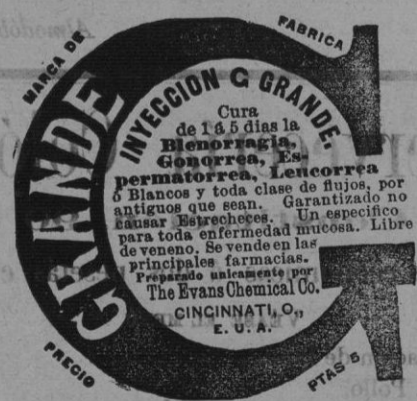 MARCA DE FABRICA
GRANDE
INYECCION G GRANDE.
Cura
de 1 á 5 dias la
Blenorragia,
Gonorrea, Es-
permatorrea, Leucorrea
ó Blancos y toda clase de flujos, por
antiguos que sean. Garantizado no
causar Estrecheces. Un especifico
para toda enfermedad mucosa. Libre
de veneno. Se vende en las
principales farmacias.
Preparado unicamente por
The Evans Chemical Co.
CINCINNATI, O.,
E. U. A.
PRECIO PTAS 5